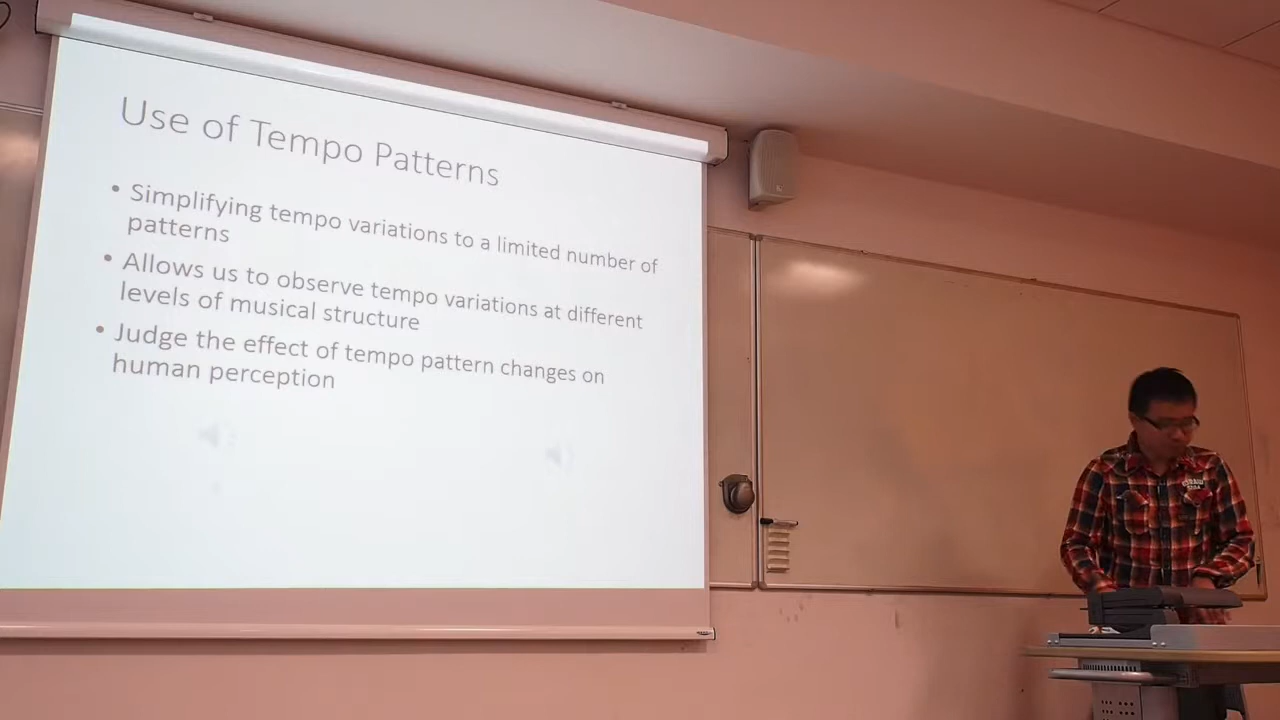 Use of Tempo Patterns
• Simplifying tempo variations to a limited number of
patterns
• Allows us to observe tempo variations at different
levels of musical structure
• Judge the effect of tempo pattern changes on
human perception